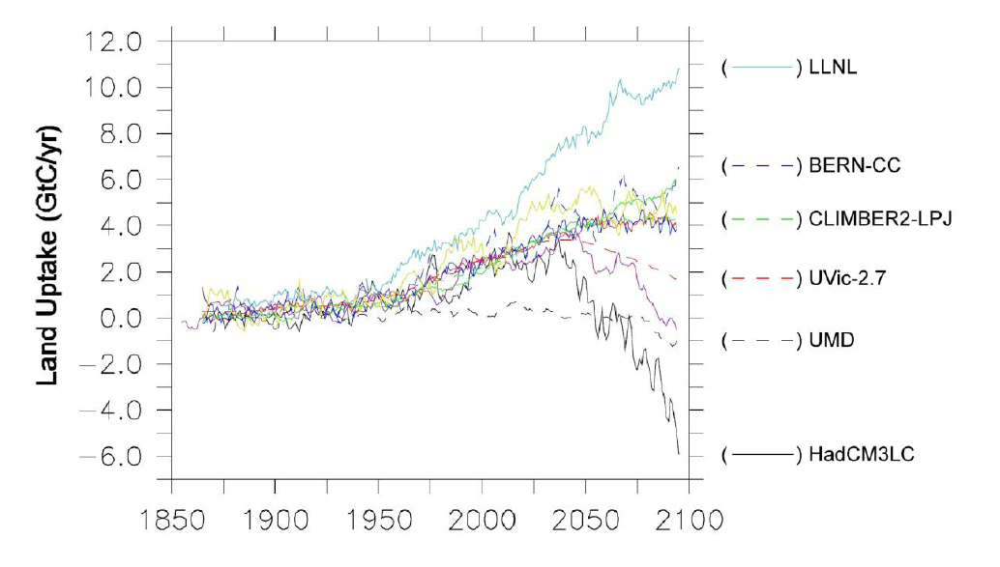 12.0
10.0
8.0
6.0
4.0
2.0
0.0
−2.0
−4.0
−6.0
Land Uptake (GtC/yr)
1850 1900 1950 2000 2050 2100
( ) LLNL
( ) BERN-CC
( ) CLIMBER2-LPJ
( ) UVic-2.7
( ) UMD
( ) HadCM3LC